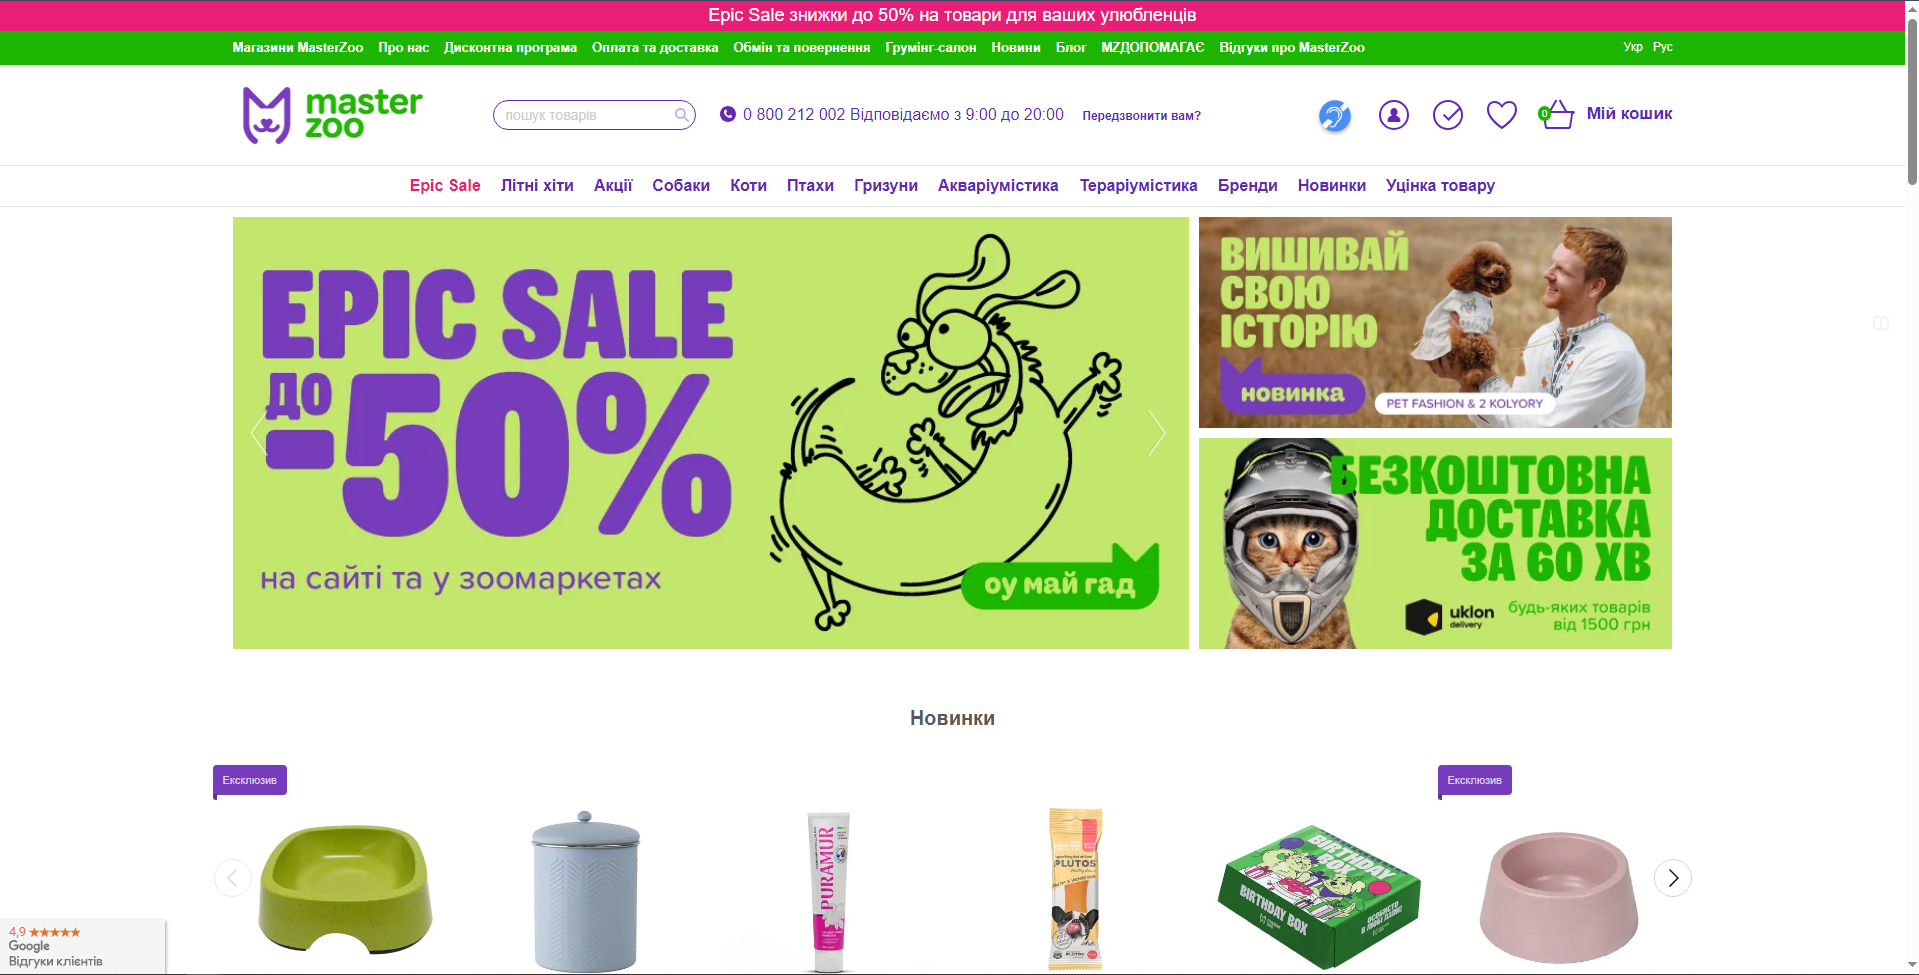 Epic Sale знижки до 50% на товари для ваших улюбленців
Магазини MasterZoo Про нас Дисконтна програма Оплата та доставка Обмін та повернення Грумінг-салон Новини Блог МZДОПОМАГАЄ Відгуки про MasterZoo Укр Рус
master
zoo
пошук товарів
0 800 212 002 Відповідаємо з 9:00 до 20:00
Передзвонити вам?
0
Мій кошик
Epic Sale Літні хіти Акції Собаки Коти Птахи Гризуни Акваріумістика Тераріумістика Бренди Новинки Уцінка товару
EPIC SALE
ДО
-50%
на сайті та у зоомаркетах
оу май гад
ВИШИВАЙ
СВОЮ
ІСТОРІЮ
новинка
PET FASHION & 2 KOLYORY
БЕЗКОШТОВНА
ДОСТАВКА
ЗА 60 ХВ
uklon
delivery
будь-яких товарів
від 1500 грн
Новинки
Ексклюзив
Ексклюзив
PURAMUR
PLUTOS
BIRTHDAY
BOX
BIRTHDAY BOX
ОСОБИСТО
В ЛЮБІ ЛАПИ!
4,9
Google
Відгуки клієнтів